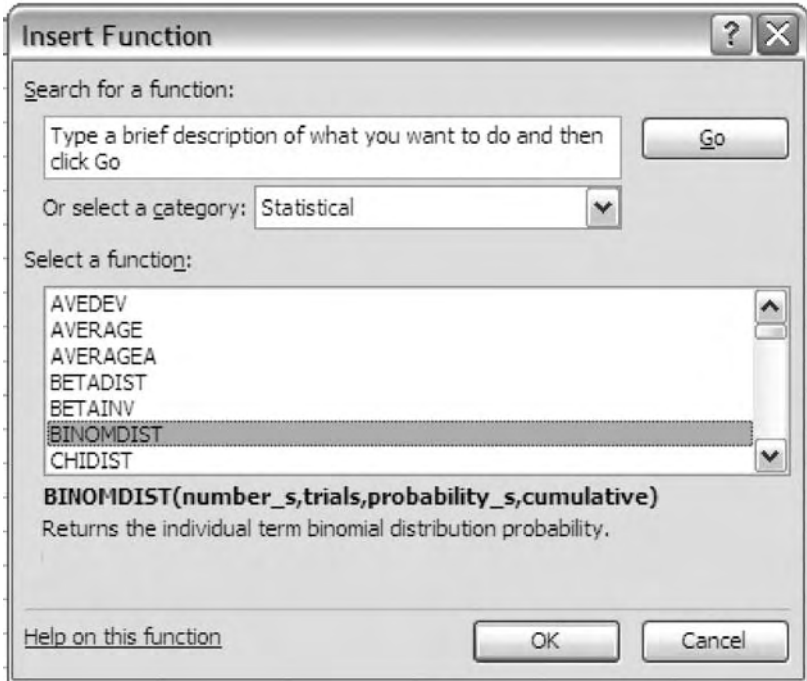 Insert Function
?
Search for a function:
Type a brief description of what you want to do and then
click Go
Go
Or select a category: Statistical
Select a function:
AVEDEV
AVERAGE
AVERAGEA
BETADIST
BETAINV
BINOMDIST
CHIDIST
BINOMDIST(number_s,trials,probability_s,cumulative)
Returns the individual term binomial distribution probability.
Help on this function
OK
Cancel